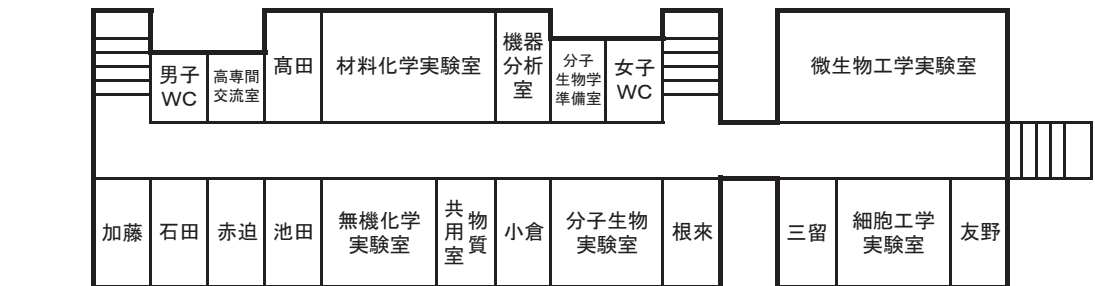 男子
WC
高専間
交流室
髙田
材料化学実験室
機器
分析
室
分子
生物学
準備室
女子
WC
微生物工学実験室
加藤
石田
赤迫
池田
無機化学
実験室
物質
共用室
小倉
分子生物
実験室
根來
三留
細胞工学
実験室
友野